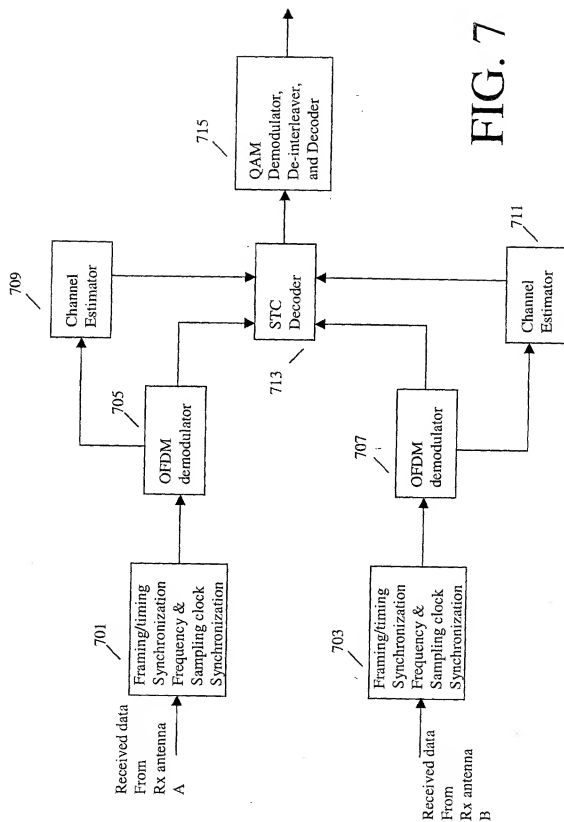 Received data
From
Rx antenna
A
701
Framing/timing
Synchronization
Frequency &
Sampling clock
Synchronization
705
OFDM
demodulator
709
Channel
Estimator
713
STC
Decoder
715
QAM
Demodulator,
De-interleaver,
and Decoder
Received data
From
Rx antenna
B
703
Framing/timing
Synchronization
Frequency &
Sampling clock
Synchronization
707
OFDM
demodulator
711
Channel
Estimator
FIG. 7